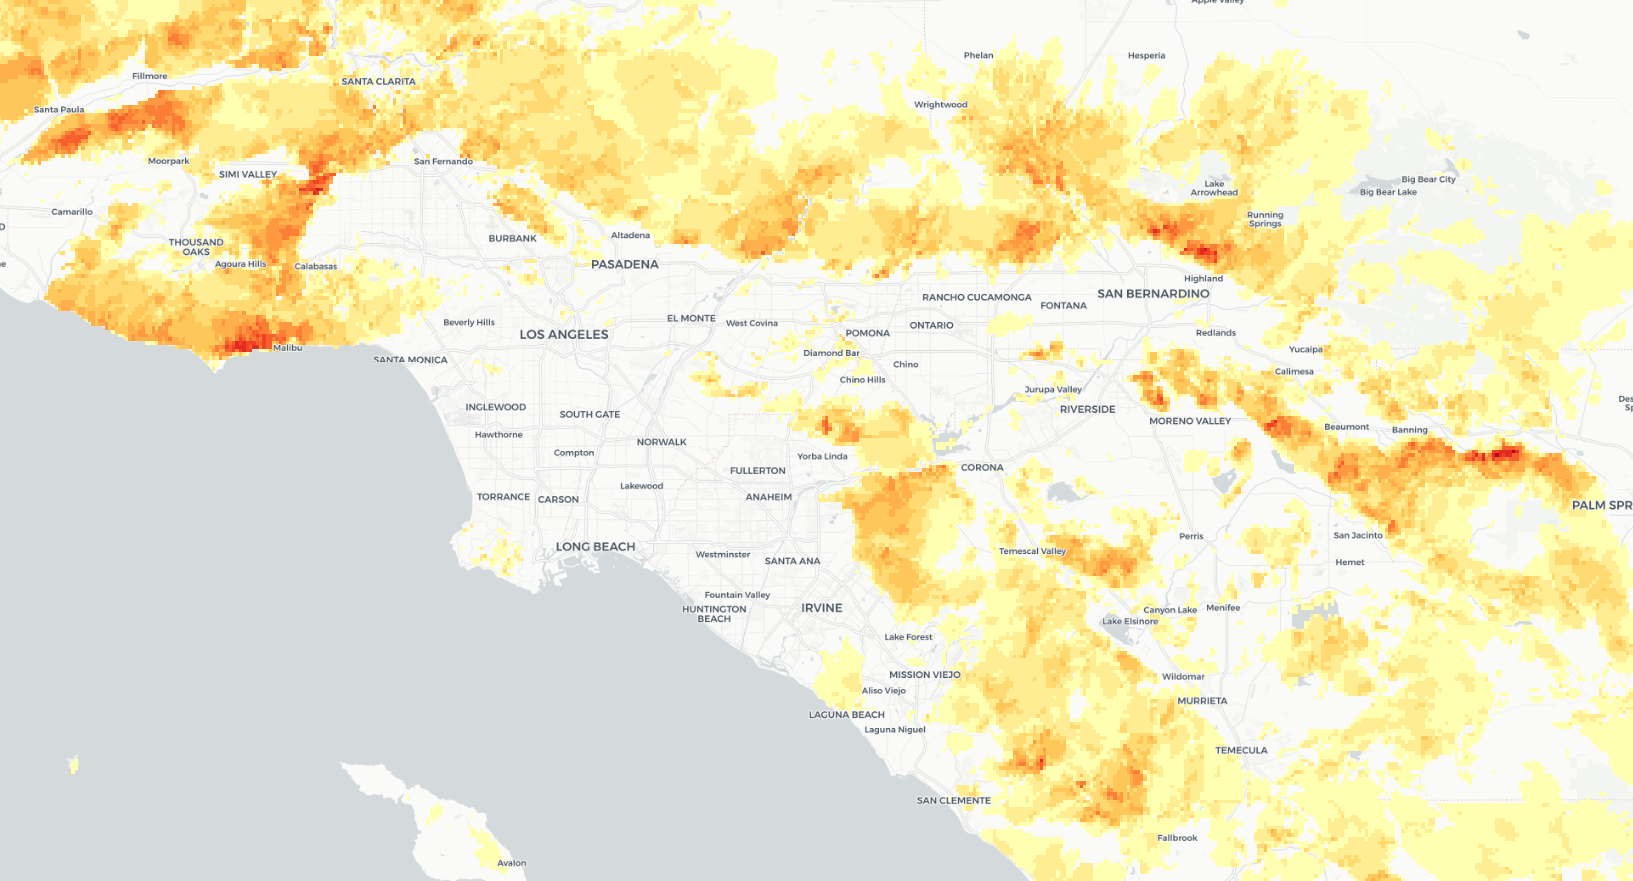 Apple Valley
Phelan
Hesperia
Fillmore
SANTA CLARITA
Santa Paula
Wrightwood
Moorpark
San Fernando
SIMI VALLEY
Big Bear City
Lake
Arrowhead
Big Bear Lake
Camarillo
Running
Springs
THOUSAND
OAKS
BURBANK
Altadena
Agoura Hills
Calabasas
PASADENA
Highland
SAN BERNARDINO
RANCHO CUCAMONGA
FONTANA
Beverly Hills
EL MONTE
West Covina
ONTARIO
LOS ANGELES
POMONA
Redlands
Malibu
Diamond Bar
Yucaipa
SANTA MONICA
Chino
Calimesa
Chino Hills
Jurupa Valley
INGLEWOOD
SOUTH GATE
RIVERSIDE
MORENO VALLEY
Beaumont
Banning
Hawthorne
NORWALK
Compton
Yorba Linda
FULLERTON
CORONA
Lakewood
TORRANCE
CARSON
ANAHEIM
PALM SPR
LONG BEACH
Westminster
SANTA ANA
Temescal Valley
Perris
San Jacinto
Hemet
Fountain Valley
HUNTINGTON
BEACH
IRVINE
Canyon Lake
Menifee
Lake Elsinore
Lake Forest
MISSION VIEJO
Wildomar
Aliso Viejo
MURRIETA
LAGUNA BEACH
Laguna Niguel
TEMECULA
SAN CLEMENTE
Fallbrook
Avalon